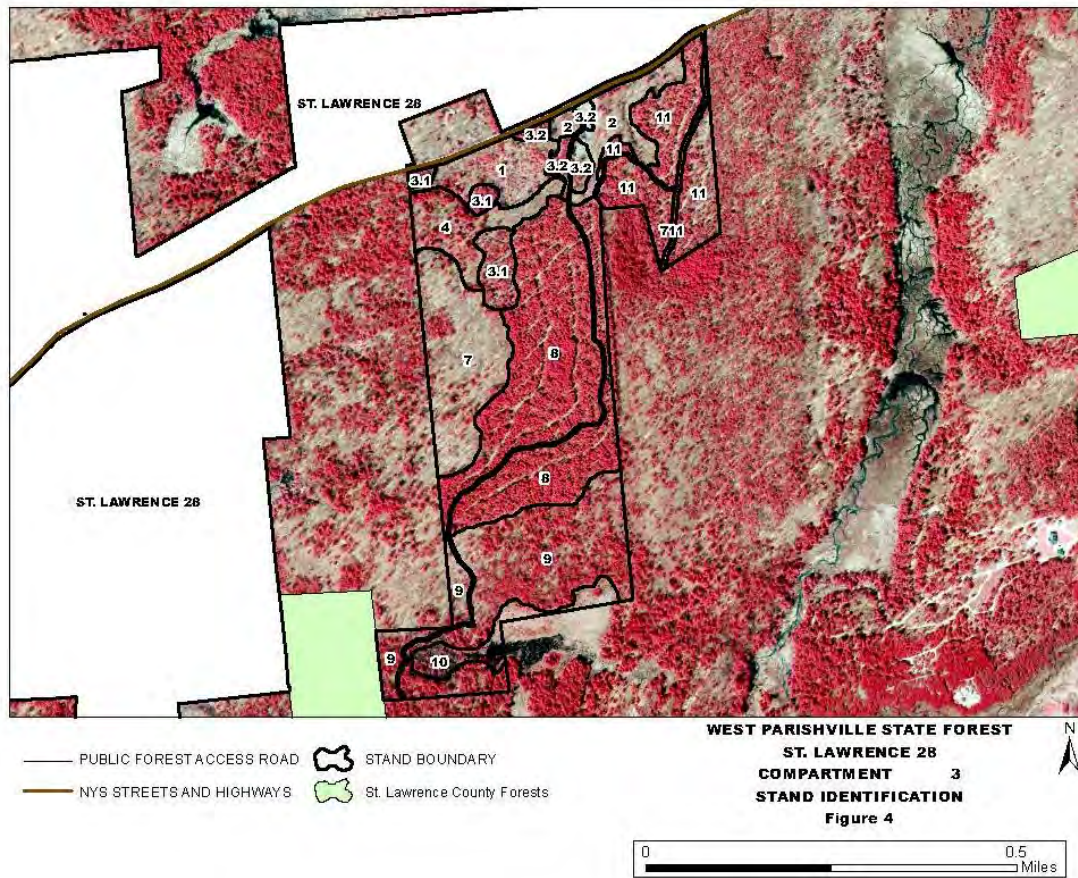 ST. LAWRENCE 28
3.2
2
3.2
2
11
11
3.2
3.2
1
3.1
3.1
11
11
4
711
3.1
8
7
8
ST. LAWRENCE 28
9
9
9
10
PUBLIC FOREST ACCESS ROAD
STAND BOUNDARY
NYS STREETS AND HIGHWAYS
St. Lawrence County Forests
WEST PARISHVILLE STATE FOREST
ST. LAWRENCE 28
COMPARTMENT 3
STAND IDENTIFICATION
Figure 4
N
0 0.5
Miles